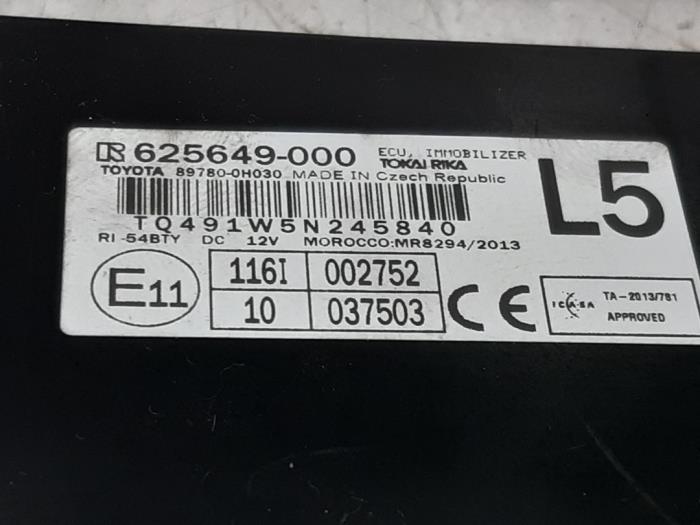 R 625649-000 ECU, IMMOBILIZER
TOKAI RIKA
TOYOTA 89780-0H030 MADE IN Czech Republic
L5
TQ491W5N245840
RI-54BTY DC 12V MOROCCO:MR8294/2013
E11
116I 002752
10 037503
CE
ICASA TA-2013/781
APPROVED